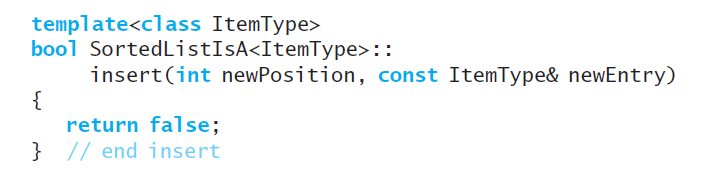 template<class ItemType>
bool SortedListIsA<ItemType>::
insert(int newPosition, const ItemType& newEntry)
{
return false;
} // end insert